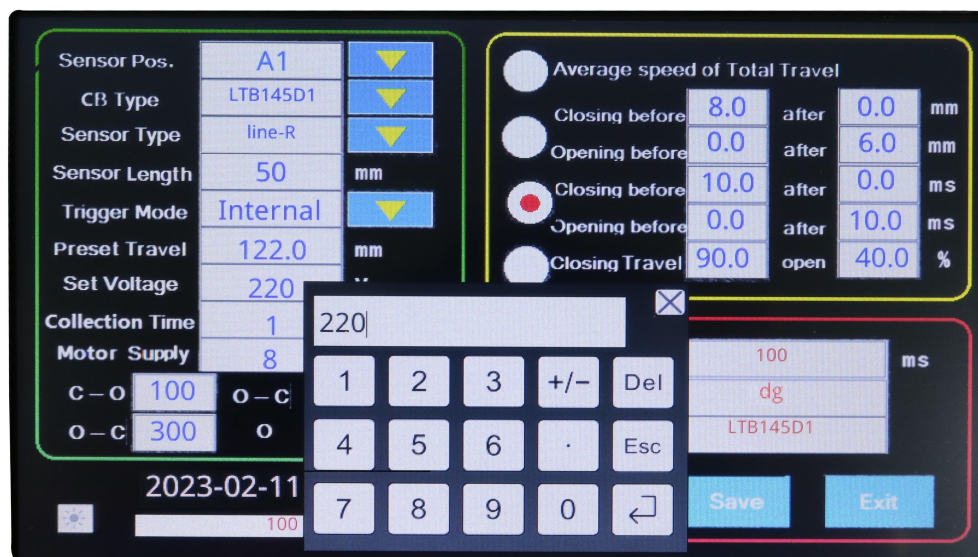 Sensor Pos. A1
CB Type LTB145D1
Sensor Type line-R
Sensor Length 50 mm
Trigger Mode Internal
Preset Travel 122.0 mm
Set Voltage 220
Collection Time 1
Motor Supply 8
C – O 100 O – C
O – C 300 O
2023-02-11
100
Average speed of Total Travel
Closing before 8.0 after 0.0 mm
Opening before 0.0 after 6.0 mm
Closing before 10.0 after 0.0 ms
Opening before 0.0 after 10.0 ms
Closing Travel 90.0 open 40.0 %
220
1 2 3 +/− Del
4 5 6 . Esc
7 8 9 0
100 ms
dg
LTB145D1
Save Exit